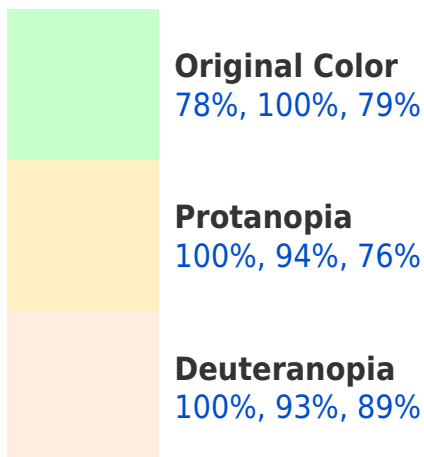 Original Color
78%, 100%, 79%
Protanopia
100%, 94%, 76%
Deuteranopia
100%, 93%, 89%